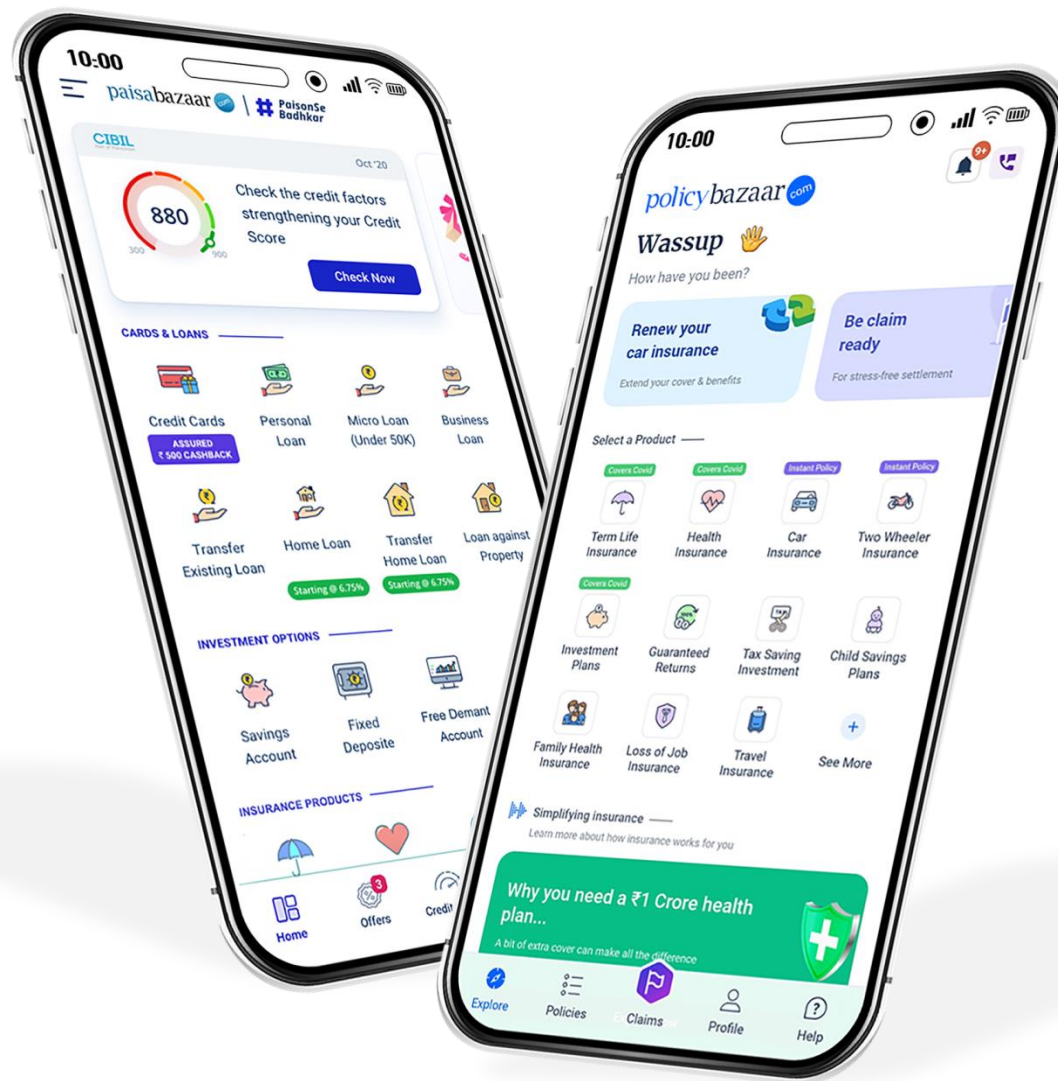 10:00
paisabazaar com
# PaisonSe
Badhkar
CIBIL
Oct '20
880
300
900
Check the credit factors
strengthening your Credit
Score
Check Now
CARDS & LOANS
Credit Cards
ASSURED
₹ 500 CASHBACK
Personal
Loan
Micro Loan
(Under 50K)
Business
Loan
Transfer
Existing Loan
Home Loan
Starting @ 6.75%
Transfer
Home Loan
Starting @ 6.75%
Loan against
Property
INVESTMENT OPTIONS
Savings
Account
Fixed
Deposite
Free Demant
Account
INSURANCE PRODUCTS
Home
3
Offers
Credit
10:00
9+
policybazaar com
Wassup
How have you been?
Renew your
car insurance
Extend your cover & benefits
Be claim
ready
For stress-free settlement
Select a Product
Covers Covid
Term Life
Insurance
Covers Covid
Health
Insurance
Instant Policy
Car
Insurance
Instant Policy
Two Wheeler
Insurance
Covers Covid
Investment
Plans
100%
Guaranteed
Returns
TAX
Tax Saving
Investment
Child Savings
Plans
Family Health
Insurance
Loss of Job
Insurance
Travel
Insurance
+
See More
Simplifying insurance
Learn more about how insurance works for you
Why you need a ₹1 Crore health
plan...
A bit of extra cover can make all the difference
Explore
Policies
Claims
Profile
Help